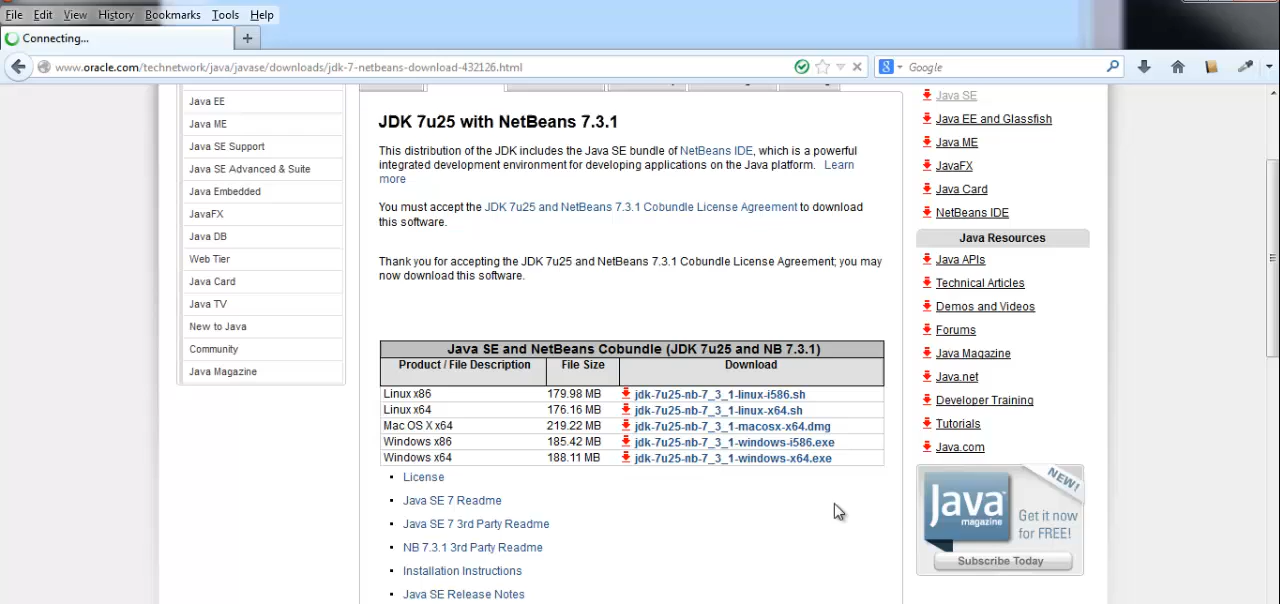 File Edit View History Bookmarks Tools Help
Connecting...
www.oracle.com/technetwork/java/javase/downloads/jdk-7-netbeans-download-432126.html
Google
Java EE
Java ME
Java SE Support
Java SE Advanced & Suite
Java Embedded
JavaFX
Java DB
Web Tier
Java Card
Java TV
New to Java
Community
Java Magazine
JDK 7u25 with NetBeans 7.3.1
This distribution of the JDK includes the Java SE bundle of NetBeans IDE, which is a powerful
integrated development environment for developing applications on the Java platform. Learn
more
You must accept the JDK 7u25 and NetBeans 7.3.1 Cobundle License Agreement to download
this software.
Thank you for accepting the JDK 7u25 and NetBeans 7.3.1 Cobundle License Agreement; you may
now download this software.
Java SE and NetBeans Cobundle (JDK 7u25 and NB 7.3.1)
Product / File Description File Size Download
Linux x86 179.98 MB jdk-7u25-nb-7_3_1-linux-i586.sh
Linux x64 176.16 MB jdk-7u25-nb-7_3_1-linux-x64.sh
Mac OS X x64 219.22 MB jdk-7u25-nb-7_3_1-macosx-x64.dmg
Windows x86 185.42 MB jdk-7u25-nb-7_3_1-windows-i586.exe
Windows x64 188.11 MB jdk-7u25-nb-7_3_1-windows-x64.exe
License
Java SE 7 Readme
Java SE 7 3rd Party Readme
NB 7.3.1 3rd Party Readme
Installation Instructions
Java SE Release Notes
Java SE
Java EE and Glassfish
Java ME
JavaFX
Java Card
NetBeans IDE
Java Resources
Java APIs
Technical Articles
Demos and Videos
Forums
Java Magazine
Java.net
Developer Training
Tutorials
Java.com
NEW!
Java
magazine
Get it now
for FREE!
Subscribe Today